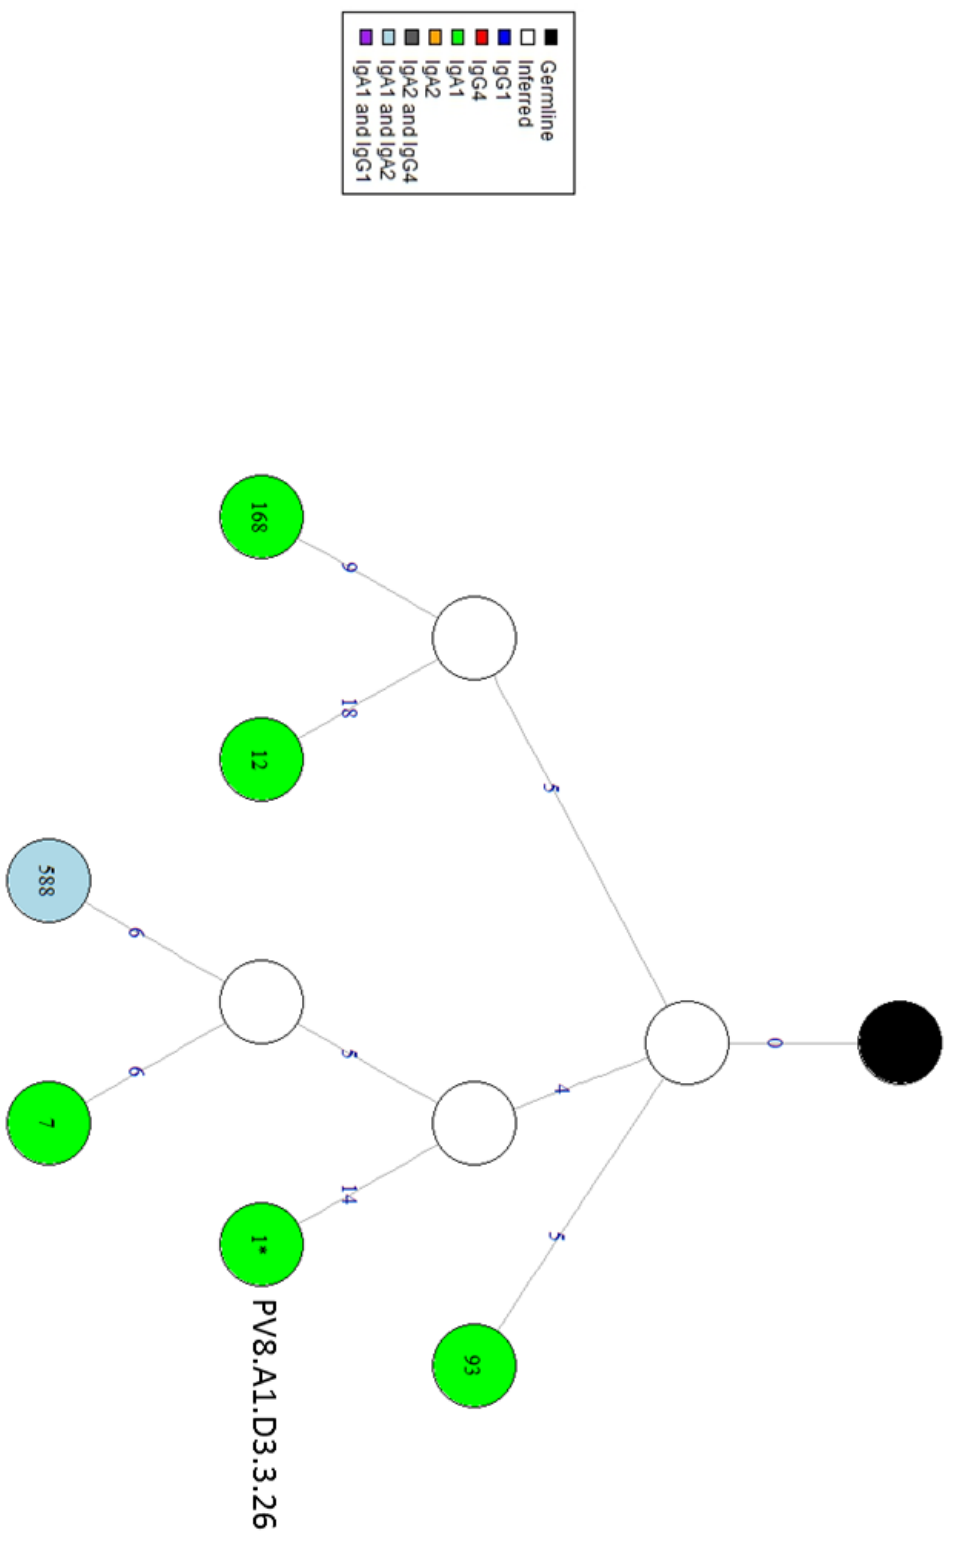 Germline
Inferred
IgG1
IgG4
IgA1
IgA2
IgA2 and IgG4
IgA1 and IgA2
IgA1 and IgG1
0
5
4
5
93
9
18
5
14
168
12
1*
PV8.A1.D3.3.26
6
6
588
7